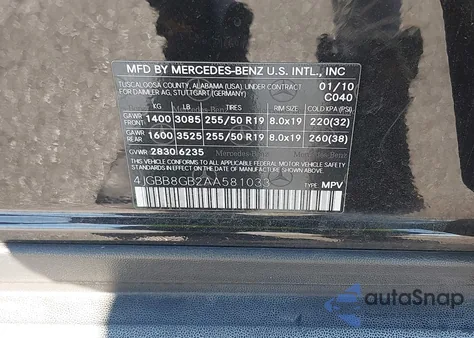 MFD BY MERCEDES-BENZ U.S. INTL., INC
TUSCALOOSA COUNTY, ALABAMA (USA), UNDER CONTRACT 01/10
FOR DAIMLER AG, STUTTGART, (GERMANY) C040
KG LB TIRES RIM SIZE COLD KPA (PSI)
GAWR FRONT 1400 3085 255/50 R19 8.0x19 220(32)
GAWR REAR 1600 3525 255/50 R19 8.0x19 260(38)
GVWR 2830 6235
THIS VEHICLE CONFORMS TO ALL APPLICABLE FEDERAL MOTOR VEHICLE
SAFETY STANDARDS IN EFFECT ON THE DATE OF MANUFACTURE SHOWN ABOVE.
4JGBB8GB2AA581033 TYPE MPV
autoSnap